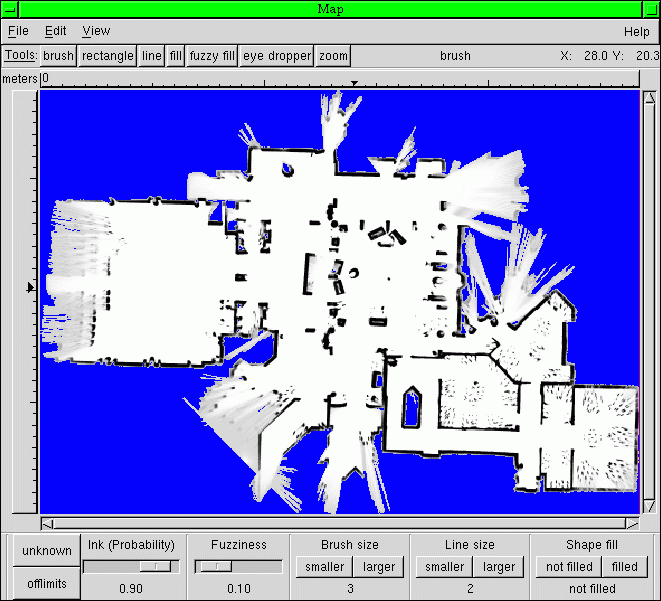 Map
File Edit View Help
Tools: brush rectangle line fill fuzzy fill eye dropper zoom brush X: 28.0 Y: 20.3
meters 0
unknown Ink (Probability) Fuzziness Brush size Line size Shape fill
smaller larger smaller larger not filled filled
offlimits 0.90 0.10 3 2 not filled